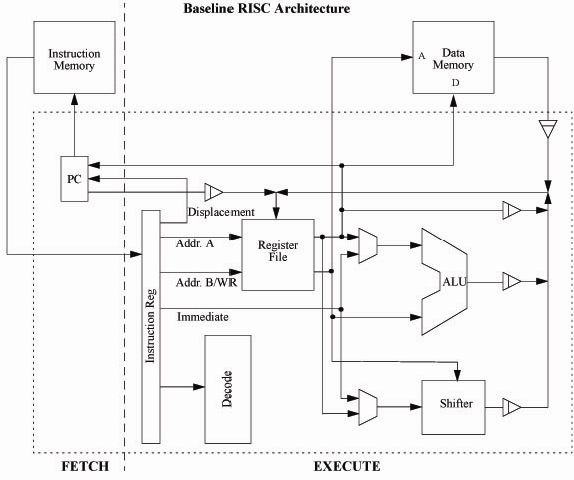 Baseline RISC Architecture
Instruction
Memory
Data
Memory
A
D
PC
Displacement
Addr. A
Register
File
Addr. B/WR
ALU
Instruction Reg
Immediate
Decode
Shifter
FETCH
EXECUTE